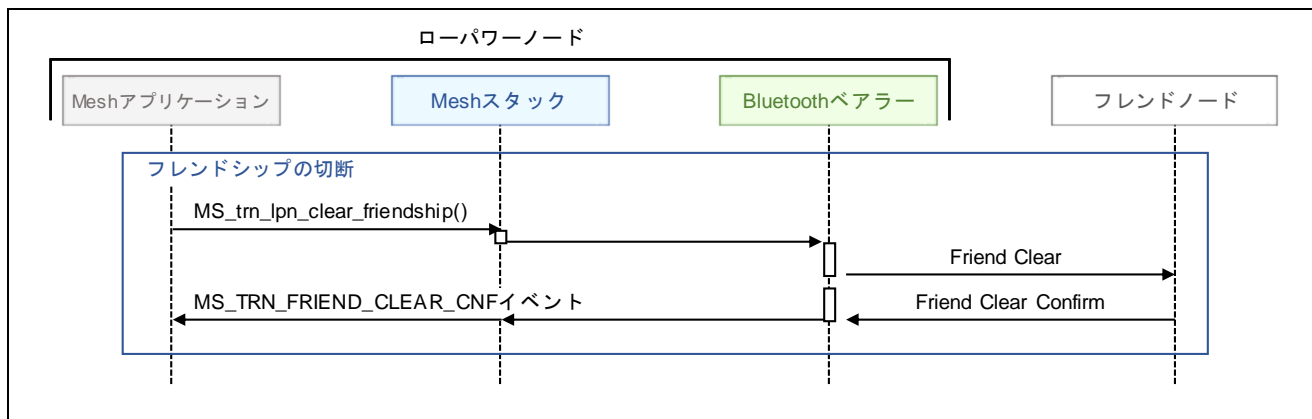 ローパワーノード
Meshアプリケーション
Meshスタック
Bluetoothベアラー
フレンドノード
フレンドシップの切断
MS_trn_lpn_clear_friendship()
Friend Clear
MS_TRN_FRIEND_CLEAR_CNFイベント
Friend Clear Confirm